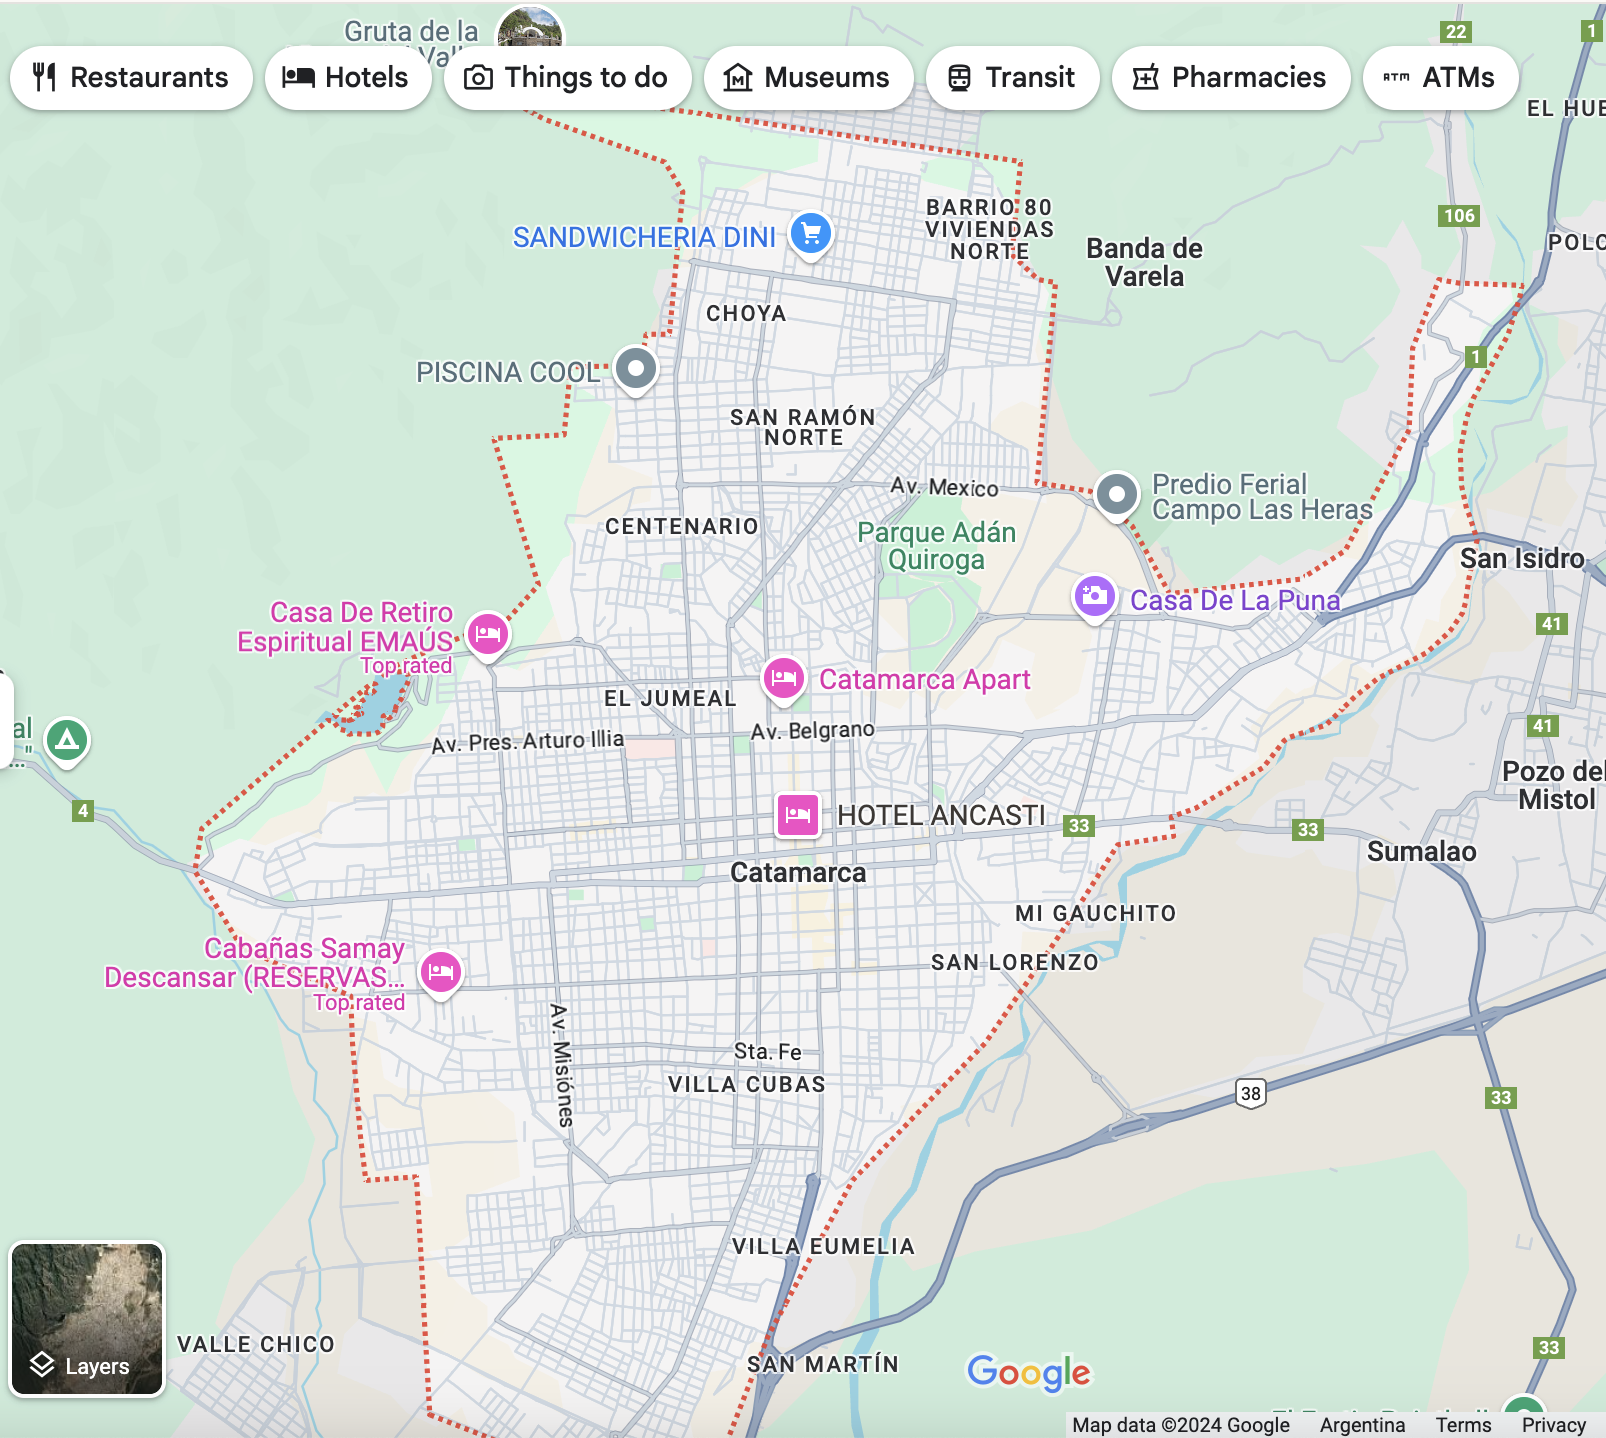 Gruta de la
Restaurants
Hotels
Things to do
Museums
Transit
Pharmacies
ATM
ATMs
22
1
EL HUE
106
BARRIO 80
VIVIENDAS
NORTE
SANDWICHERIA DINI
Banda de
Varela
POLO
CHOYA
1
PISCINA COOL
SAN RAMÓN
NORTE
Av. Mexico
Predio Ferial
Campo Las Heras
CENTENARIO
Parque Adán
Quiroga
San Isidro
Casa De La Puna
Casa De Retiro
Espiritual EMAÚS
Top rated
41
Catamarca Apart
EL JUMEAL
Av. Belgrano
Av. Pres. Arturo Illia
41
al
"
...
Pozo del
Mistol
4
HOTEL ANCASTI
33
33
Sumalao
Catamarca
MI GAUCHITO
Cabañas Samay
Descansar (RESERVAS...
Top rated
SAN LORENZO
Av. Misiónes
Sta. Fe
VILLA CUBAS
38
33
VILLA EUMELIA
VALLE CHICO
Layers
SAN MARTÍN
Google
33
Map data ©2024 Google
Argentina
Terms
Privacy